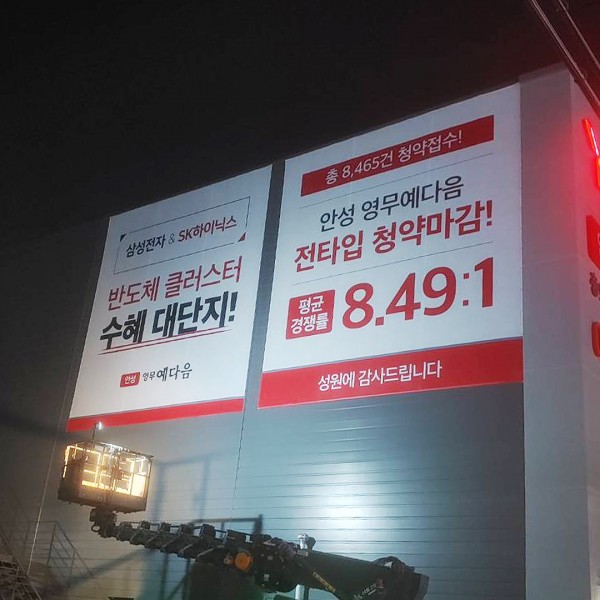 삼성전자 & SK하이닉스
반도체 클러스터
수혜 대단지!
안성 영무예다음
총 8,465건 청약접수!
안성 영무예다음
전타입 청약마감!
평균
경쟁률
8.49:1
성원에 감사드립니다